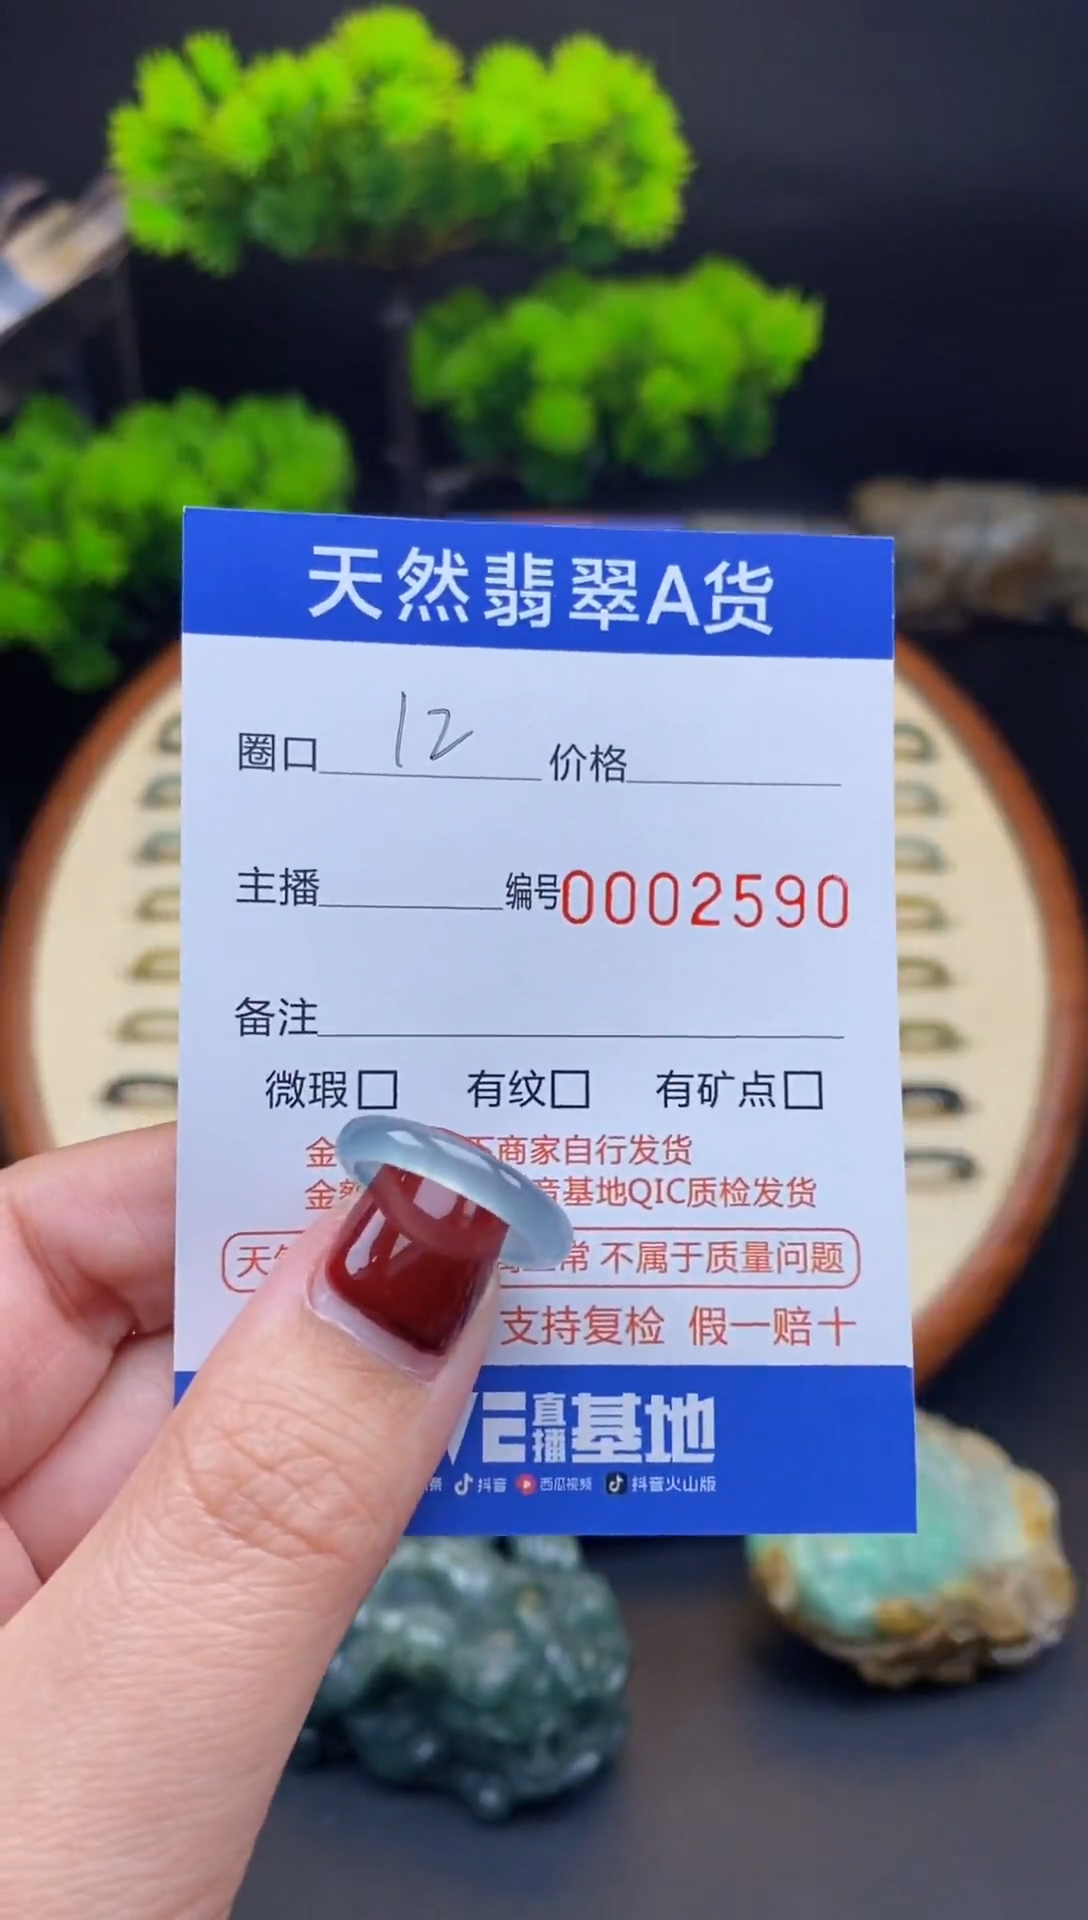 天然翡翠A货
圈口 12 价格
主播 编号0002590
备注
微瑕□ 有纹□ 有矿点□
金 商家自行发货
金 基地QIC质检发货
天 常 不属于质量问题
支持复检 假一赔十
VE直播基地
条 抖音 西瓜视频 抖音火山版